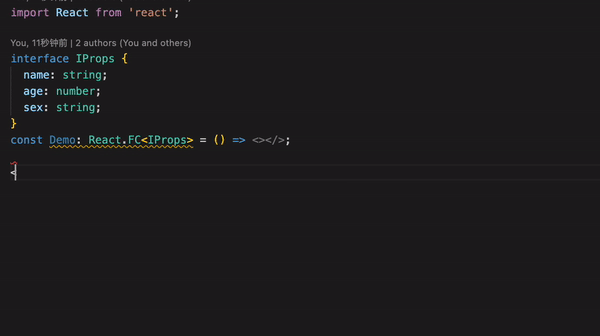 import React from 'react';
You, 11秒钟前 | 2 authors (You and others)
interface IProps {
  name: string;
  age: number;
  sex: string;
}
const Demo: React.FC<IProps> = () => <></>;
<